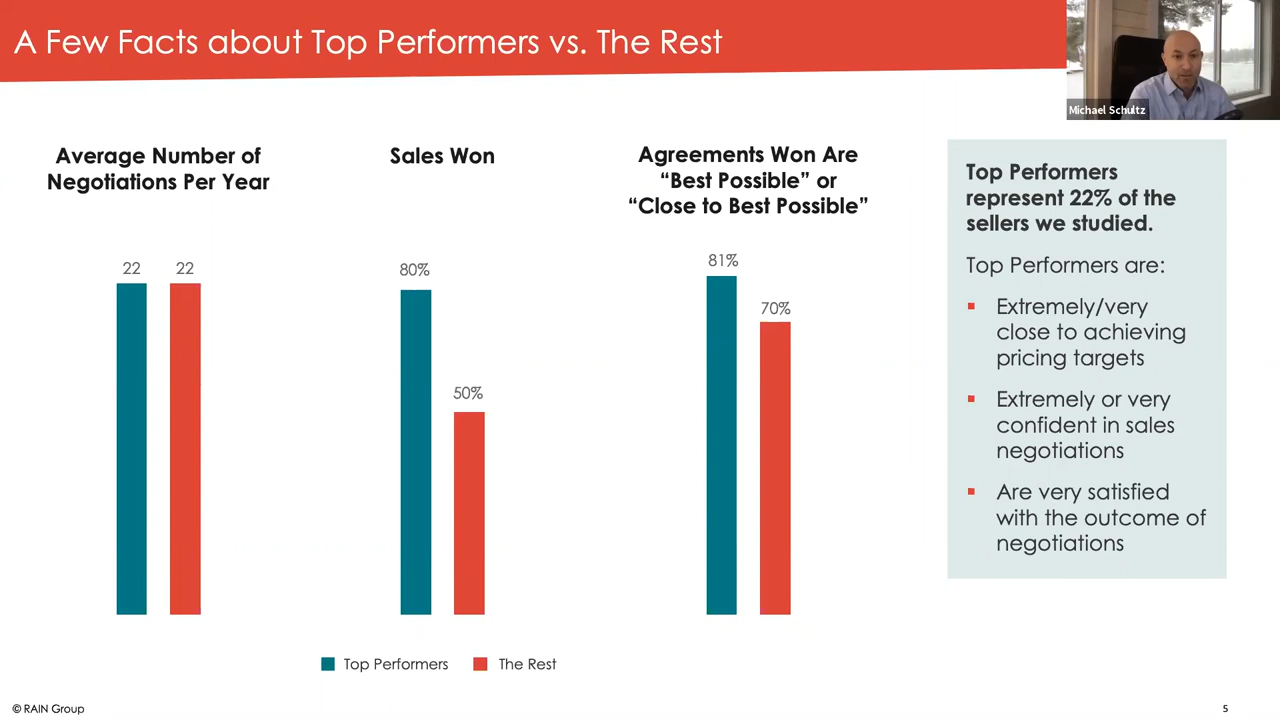 A Few Facts about Top Performers vs. The Rest
Michael Schultz
Average Number of
Negotiations Per Year
22
22
Sales Won
80%
50%
Agreements Won Are
“Best Possible” or
“Close to Best Possible”
81%
70%
Top Performers
The Rest
Top Performers
represent 22% of the
sellers we studied.
Top Performers are:
▪ Extremely/very
close to achieving
pricing targets
▪ Extremely or very
confident in sales
negotiations
▪ Are very satisfied
with the outcome of
negotiations
© RAIN Group
5